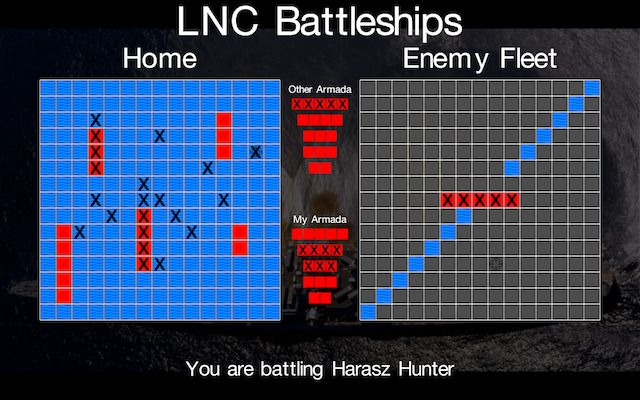 LNC Battleships
Home
Enemy Fleet
Other Armada
X X X X X
My Armada
X X X X
X X X
X
X X
X X
X
X
X X X X
X X X X X
X X
X X
X X
You are battling Harasz Hunter